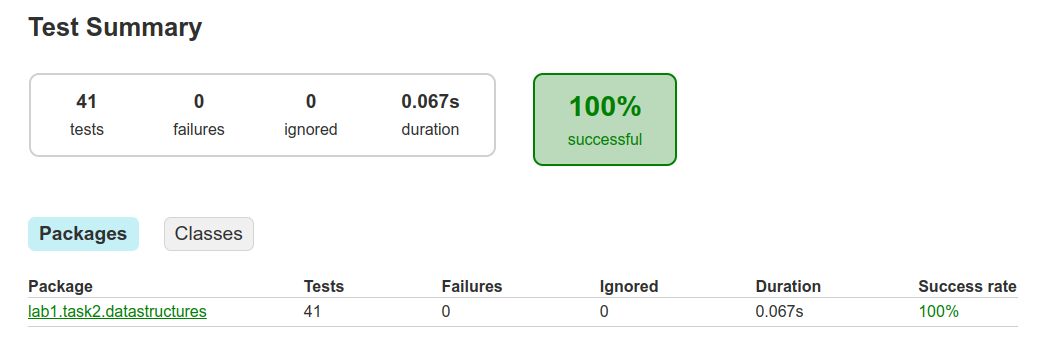 Test Summary
41 0 0 0.067s
tests failures ignored duration
100%
successful
Packages Classes
Package Tests Failures Ignored Duration Success rate
lab1.task2.datastructures 41 0 0 0.067s 100%